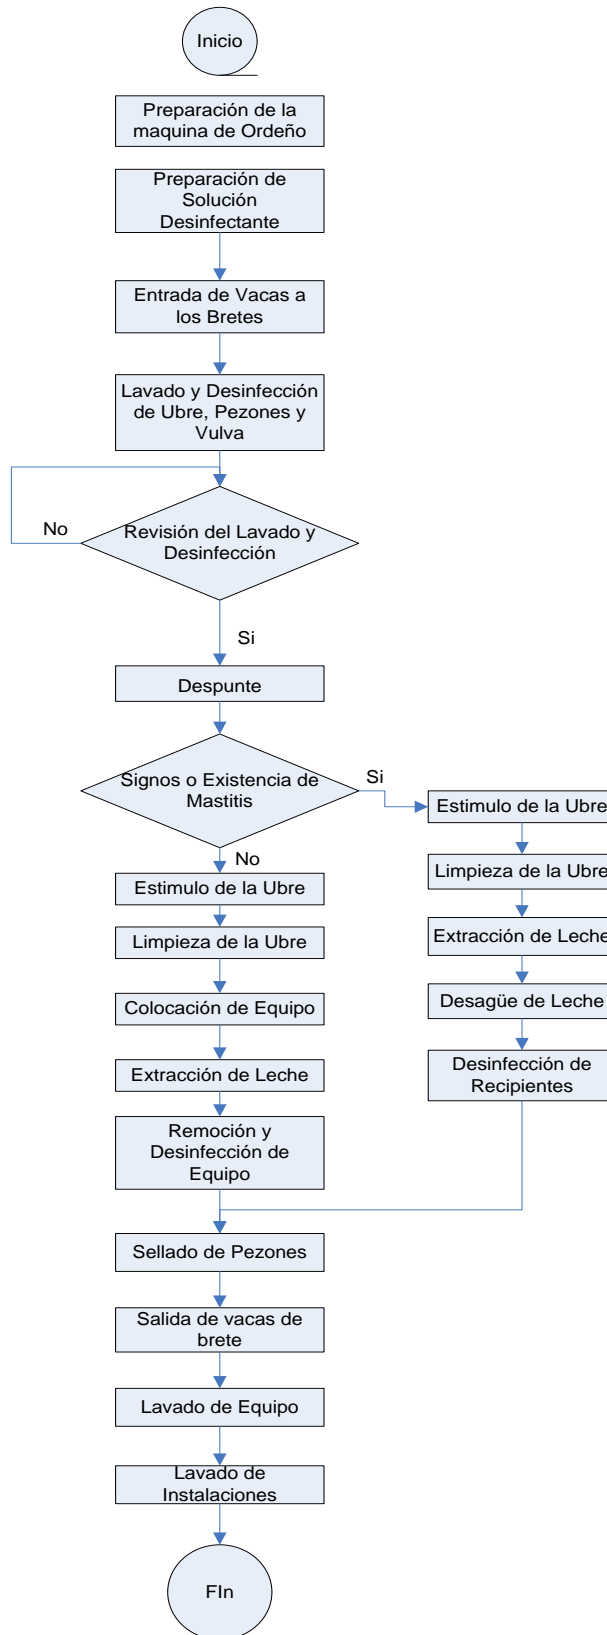 Inicio
Preparación de la
maquina de Ordeño
Preparación de
Solución
Desinfectante
Entrada de Vacas a
los Bretes
Lavado y Desinfección
de Ubre, Pezones y
Vulva
No
Revisión del Lavado y
Desinfección
Si
Despunte
Signos o Existencia de
Mastitis
Si
No
Estimulo de la Ubre
Limpieza de la Ubre
Colocación de Equipo
Extracción de Leche
Remoción y
Desinfección de
Equipo
Estimulo de la Ubre
Limpieza de la Ubre
Extracción de Leche
Desagüe de Leche
Desinfección de
Recipientes
Sellado de Pezones
Salida de vacas de
brete
Lavado de Equipo
Lavado de
Instalaciones
FIn